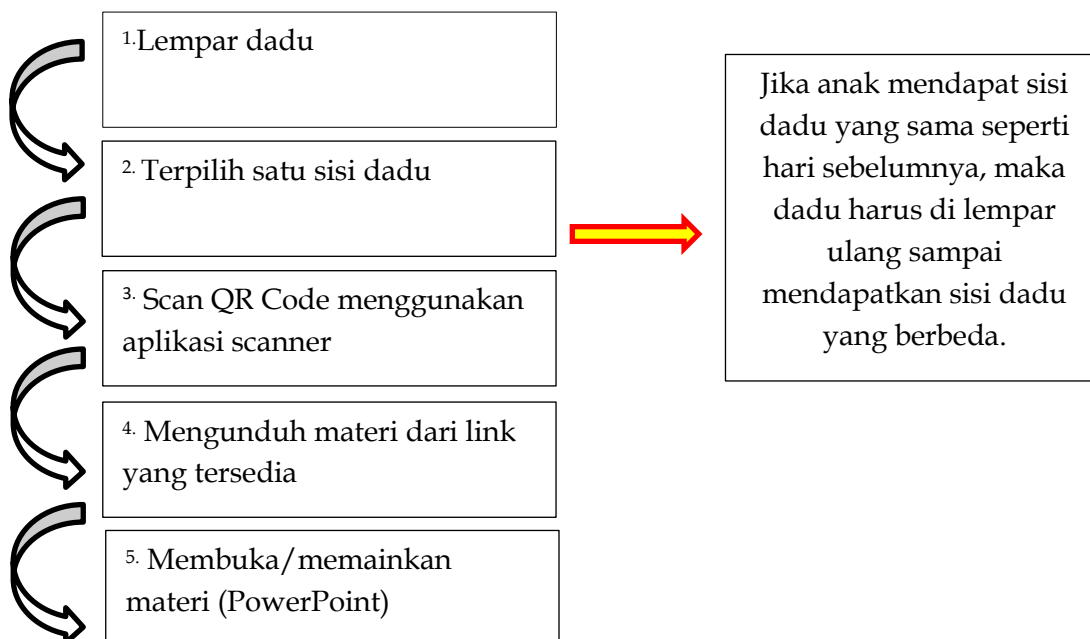 1.Lempar dadu
2. Terpilih satu sisi dadu
3. Scan QR Code menggunakan
aplikasi scanner
4. Mengunduh materi dari link
yang tersedia
5. Membuka/memainkan
materi (PowerPoint)
Jika anak mendapat sisi
dadu yang sama seperti
hari sebelumnya, maka
dadu harus di lempar
ulang sampai
mendapatkan sisi dadu
yang berbeda.